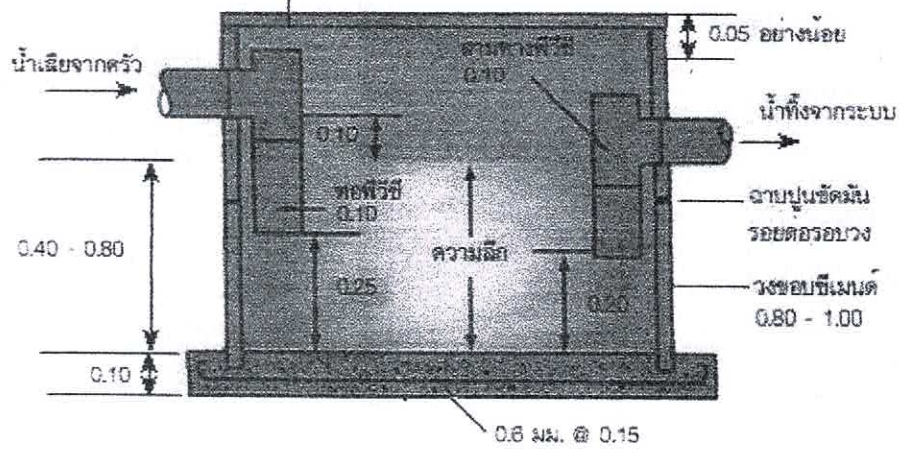 0.05 อย่างน้อย
น้ำเสียจากครัว
สามทางพีวีซี
0.10
น้ำทิ้งจากระบบ
0.10
ท่อพีวีซี
0.10
ฉาบปูนขัดมัน
รอยต่อรอบวง
0.40 - 0.80
ความลึก
0.25
0.20
วงขอบซีเมนต์
0.80 - 1.00
0.10
0.6 มม. @ 0.15